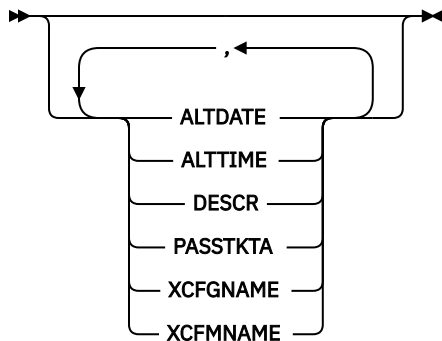 ,
ALTDATE
ALTTIME
DESCR
PASSTKTA
XCFGNAME
XCFMNAME